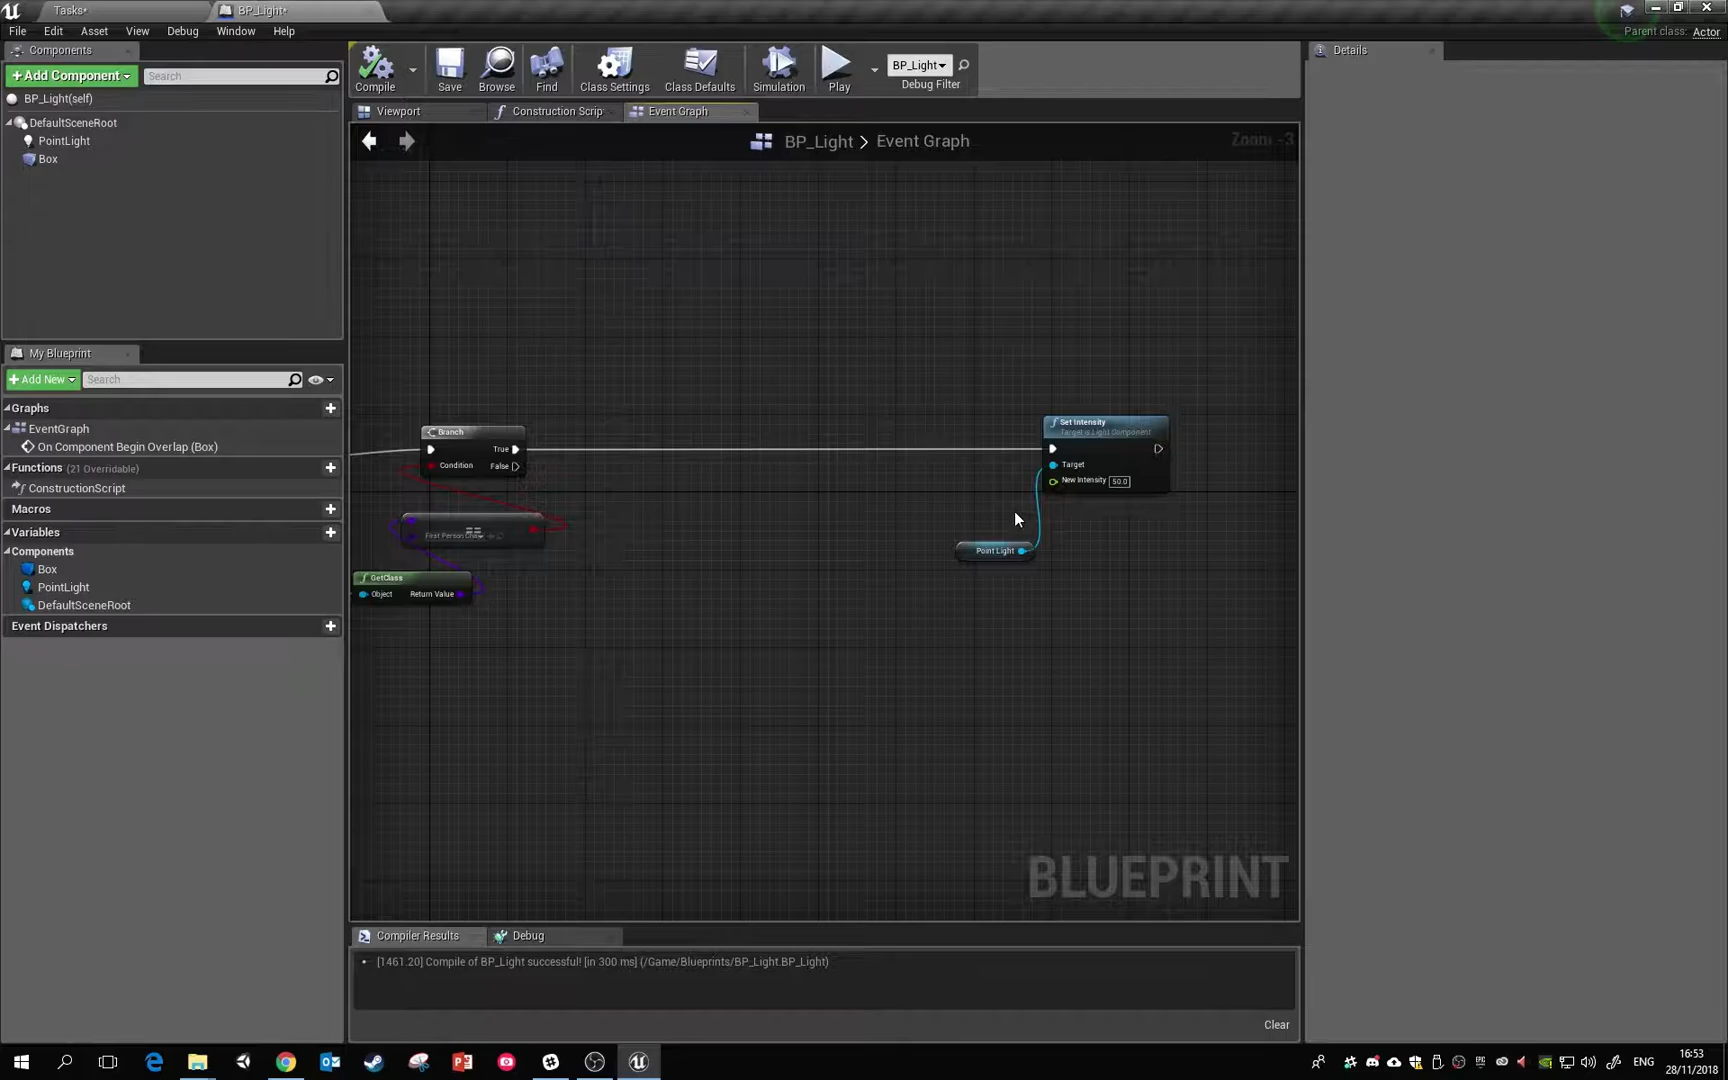 Tasks*
BP_Light*
File Edit Asset View Debug Window Help
Parent class: Actor
Components
+Add Component
Search
BP_Light(self)
DefaultSceneRoot
PointLight
Box
Compile
Save
Browse
Find
Class Settings
Class Defaults
Simulation
Play
BP_Light
Debug Filter
Details
Viewport
Construction Scrip
Event Graph
BP_Light > Event Graph
Zoom -3
Branch
True
Condition
False
==
GetClass
Object
Return Value
Set Intensity
Target is Light Component
Target
New Intensity 50.0
Point Light
BLUEPRINT
My Blueprint
+Add New
Search
Graphs
EventGraph
On Component Begin Overlap (Box)
Functions (21 Overridable)
ConstructionScript
Macros
Variables
Components
Box
PointLight
DefaultSceneRoot
Event Dispatchers
Compiler Results
Debug
[1461.20] Compile of BP_Light successful! [in 300 ms] (/Game/Blueprints/BP_Light.BP_Light)
Clear
ENG
16:53
28/11/2018